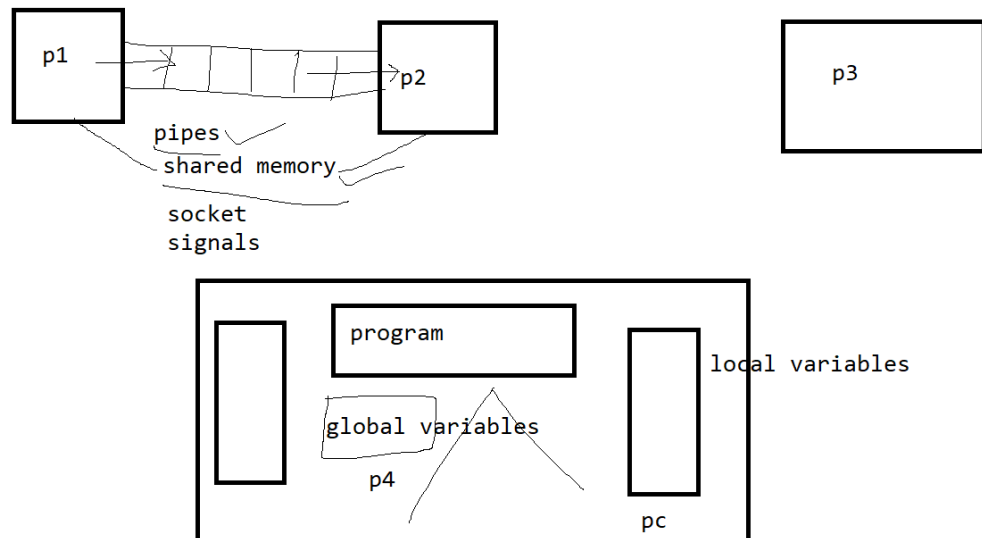 p1
p2
p3
pipes
shared memory
socket
signals
program
local variables
global variables
p4
pc